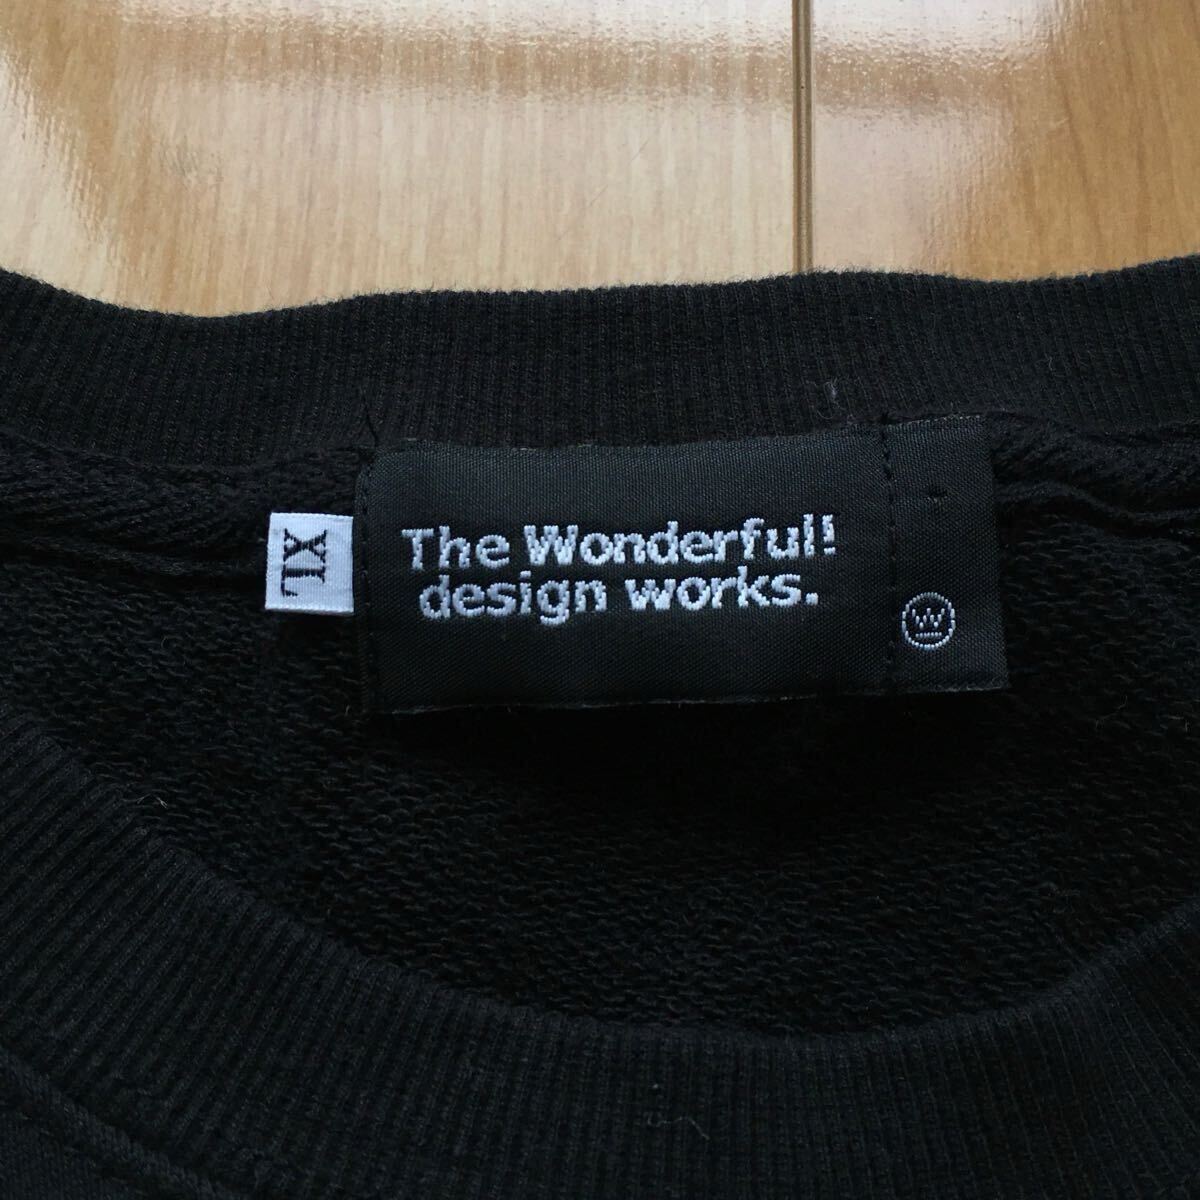 XL
The Wonderful!
design works.
W